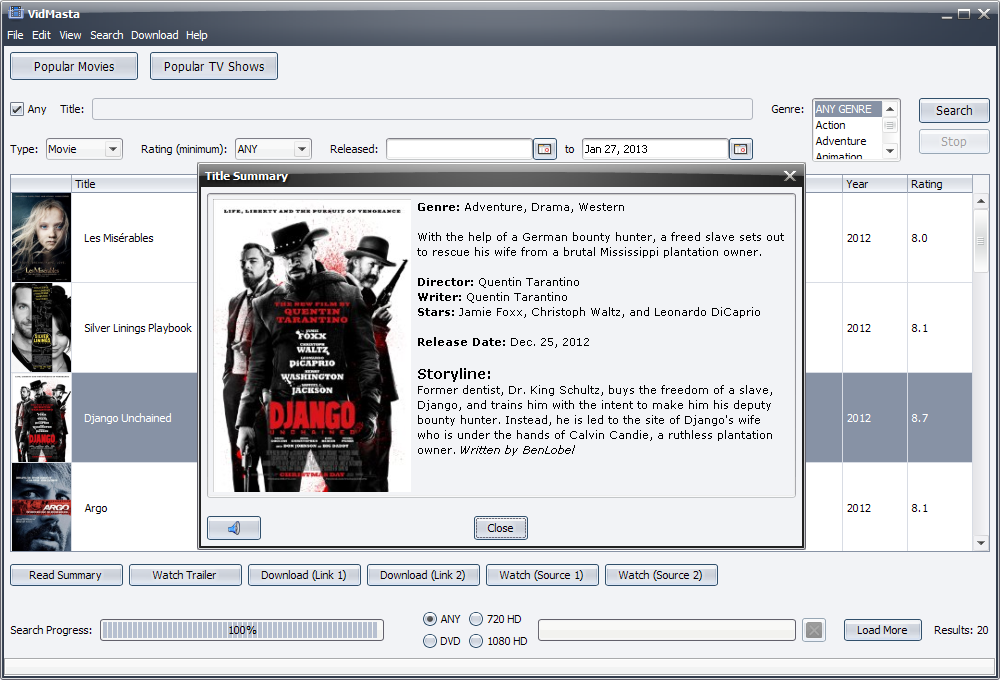 VidMasta
File Edit View Search Download Help
Popular Movies Popular TV Shows
Any Title: Genre: ANY GENRE Search
Action
Adventure
Animation
Stop
Type: Movie Rating (minimum): ANY Released: to Jan 27, 2013
Title Year Rating
Les Misérables 2012 8.0
Silver Linings Playbook 2012 8.1
Django Unchained 2012 8.7
Argo 2012 8.1
Title Summary
LIFE, LIBERTY AND THE PURSUIT OF VENGEANCE
THE NEW FILM BY
QUENTIN
TARANTINO
JAMIE
FOXX
CHRISTOPH
WALTZ
LEONARDO
DiCAPRIO
KERRY
WASHINGTON
SAMUEL L.
JACKSON
DJANGO
UNCHAINED
CHRISTMAS DAY
Genre: Adventure, Drama, Western
With the help of a German bounty hunter, a freed slave sets out
to rescue his wife from a brutal Mississippi plantation owner.
Director: Quentin Tarantino
Writer: Quentin Tarantino
Stars: Jamie Foxx, Christoph Waltz, and Leonardo DiCaprio
Release Date: Dec. 25, 2012
Storyline:
Former dentist, Dr. King Schultz, buys the freedom of a slave,
Django, and trains him with the intent to make him his deputy
bounty hunter. Instead, he is led to the site of Django's wife
who is under the hands of Calvin Candie, a ruthless plantation
owner. Written by BenLobel
Close
Read Summary Watch Trailer Download (Link 1) Download (Link 2) Watch (Source 1) Watch (Source 2)
Search Progress: 100% ANY 720 HD Load More Results: 20
DVD 1080 HD